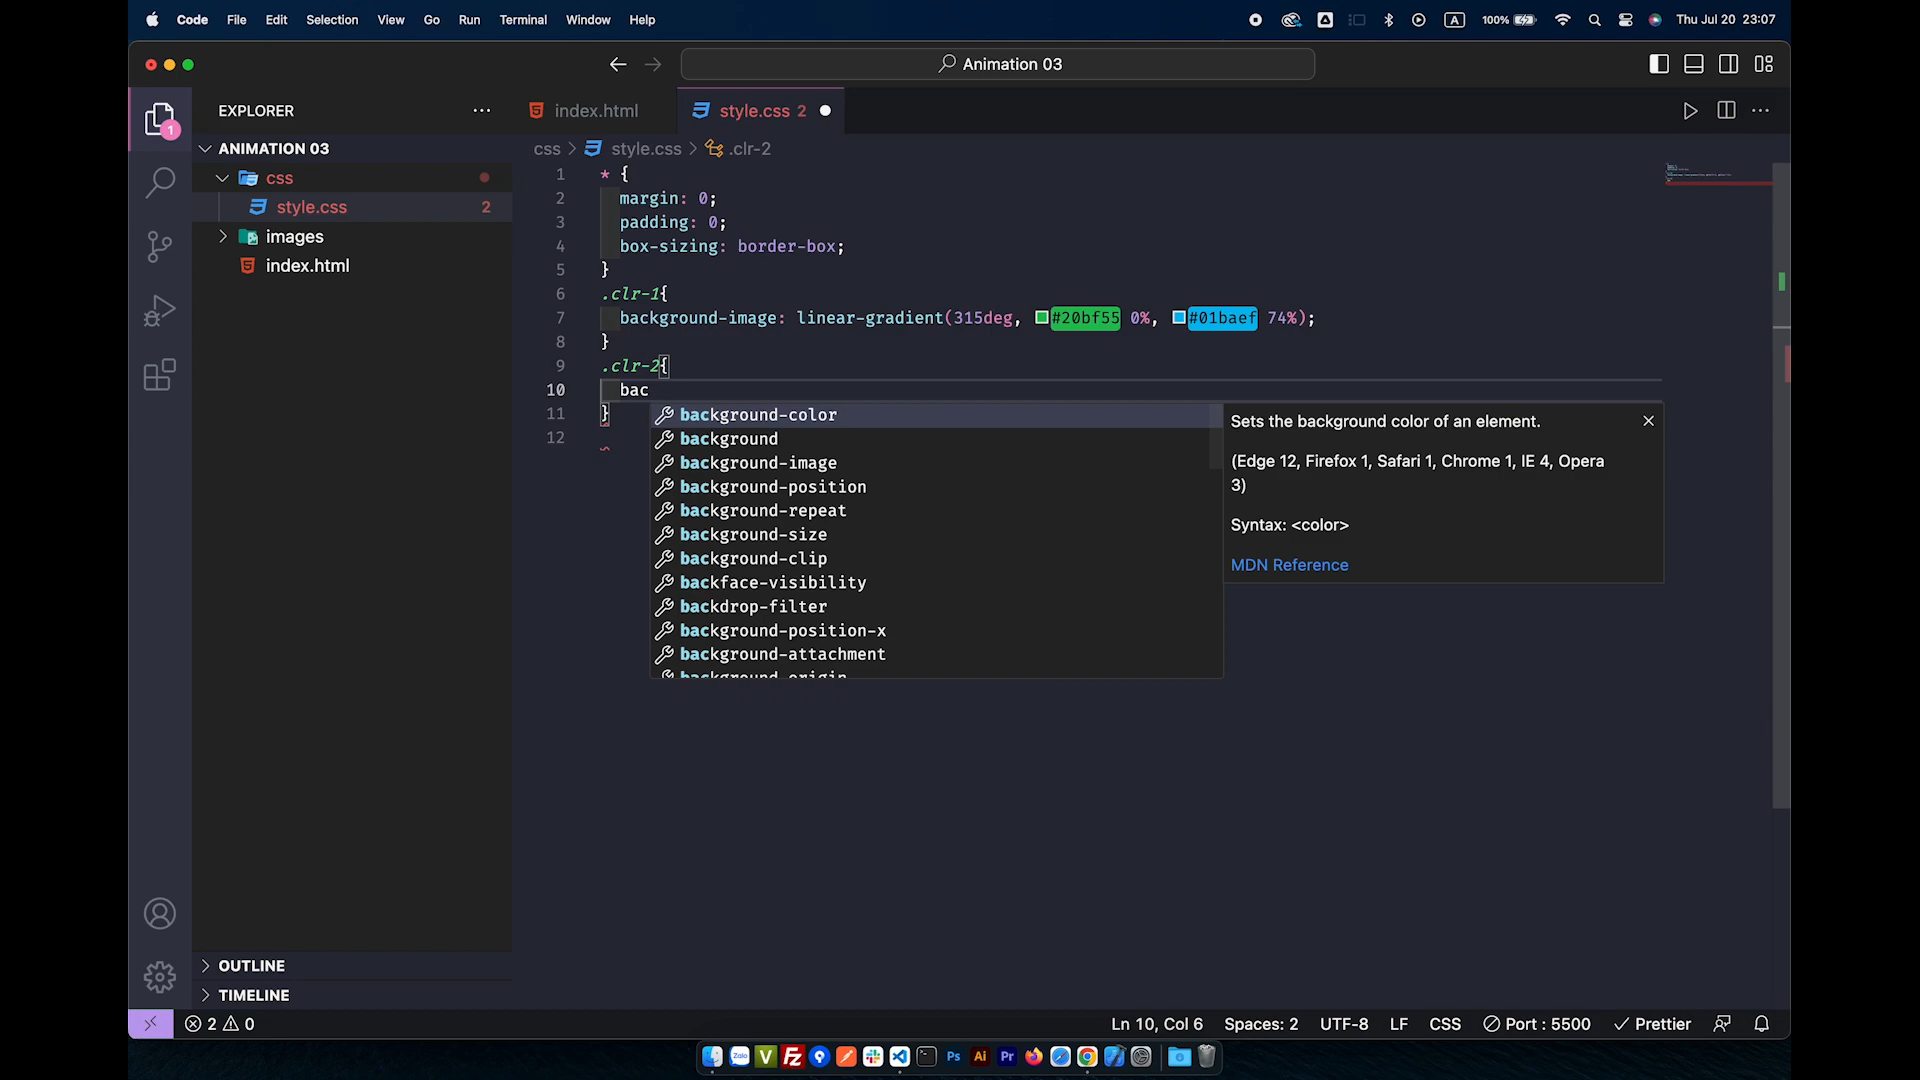 Code File Edit Selection View Go Run Terminal Window Help A 100% Thu Jul 20 23:07
Animation 03
EXPLORER
index.html
style.css 2
ANIMATION 03
css
style.css 2
images
index.html
1
css > style.css > .clr-2
1 * {
2 margin: 0;
3 padding: 0;
4 box-sizing: border-box;
5 }
6 .clr-1{
7 background-image: linear-gradient(315deg, #20bf55 0%, #01baef 74%);
8 }
9 .clr-2{
10 bac
11 }
12
background-color
background
background-image
background-position
background-repeat
background-size
background-clip
backface-visibility
backdrop-filter
background-position-x
background-attachment
background-origin
Sets the background color of an element.
(Edge 12, Firefox 1, Safari 1, Chrome 1, IE 4, Opera
3)
Syntax: <color>
MDN Reference
OUTLINE
TIMELINE
2 0
Ln 10, Col 6 Spaces: 2 UTF-8 LF CSS Port : 5500 Prettier
Zalo V FZ Ps Ai Pr